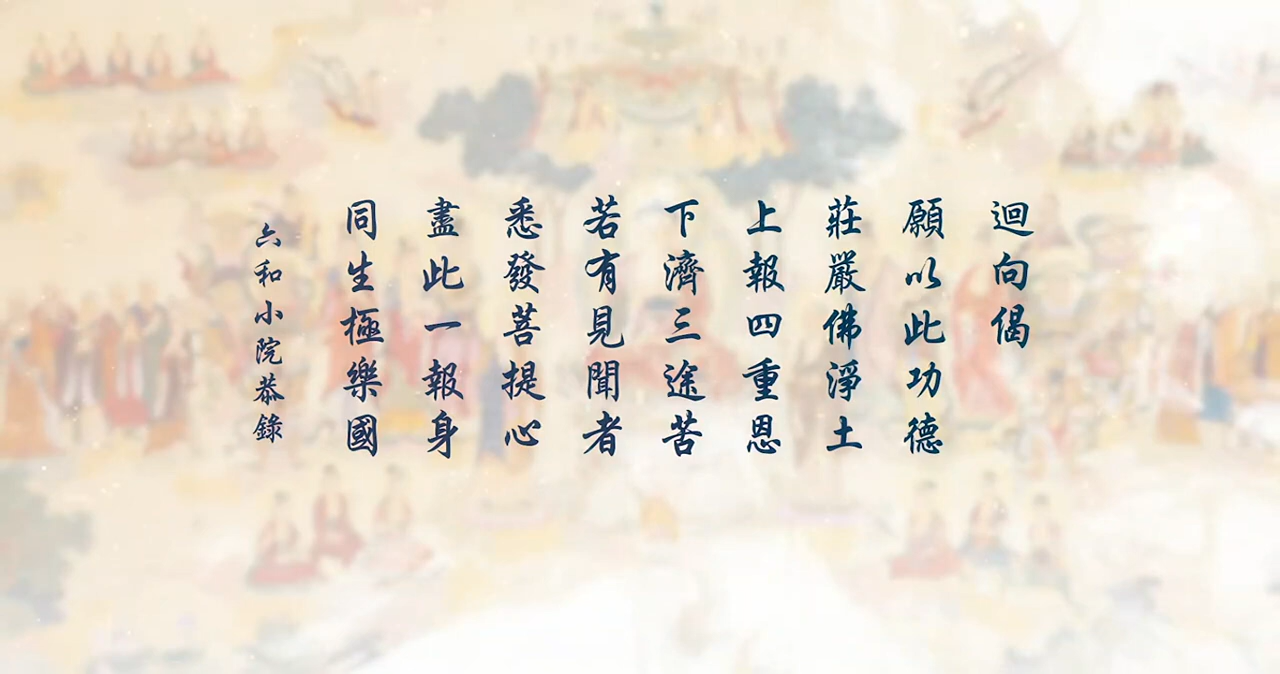 迴向偈
願以此功德
莊嚴佛淨土
上報四重恩
下濟三途苦
若有見聞者
悉發菩提心
盡此一報身
同生極樂國
六和小院恭錄